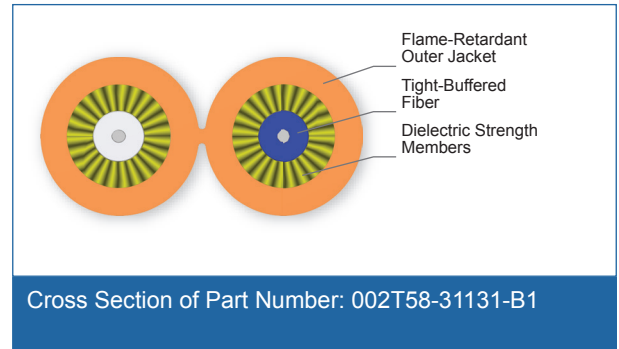 Flame-Retardant
Outer Jacket
Tight-Buffered
Fiber
Dielectric Strength
Members
Cross Section of Part Number: 002T58-31131-B1